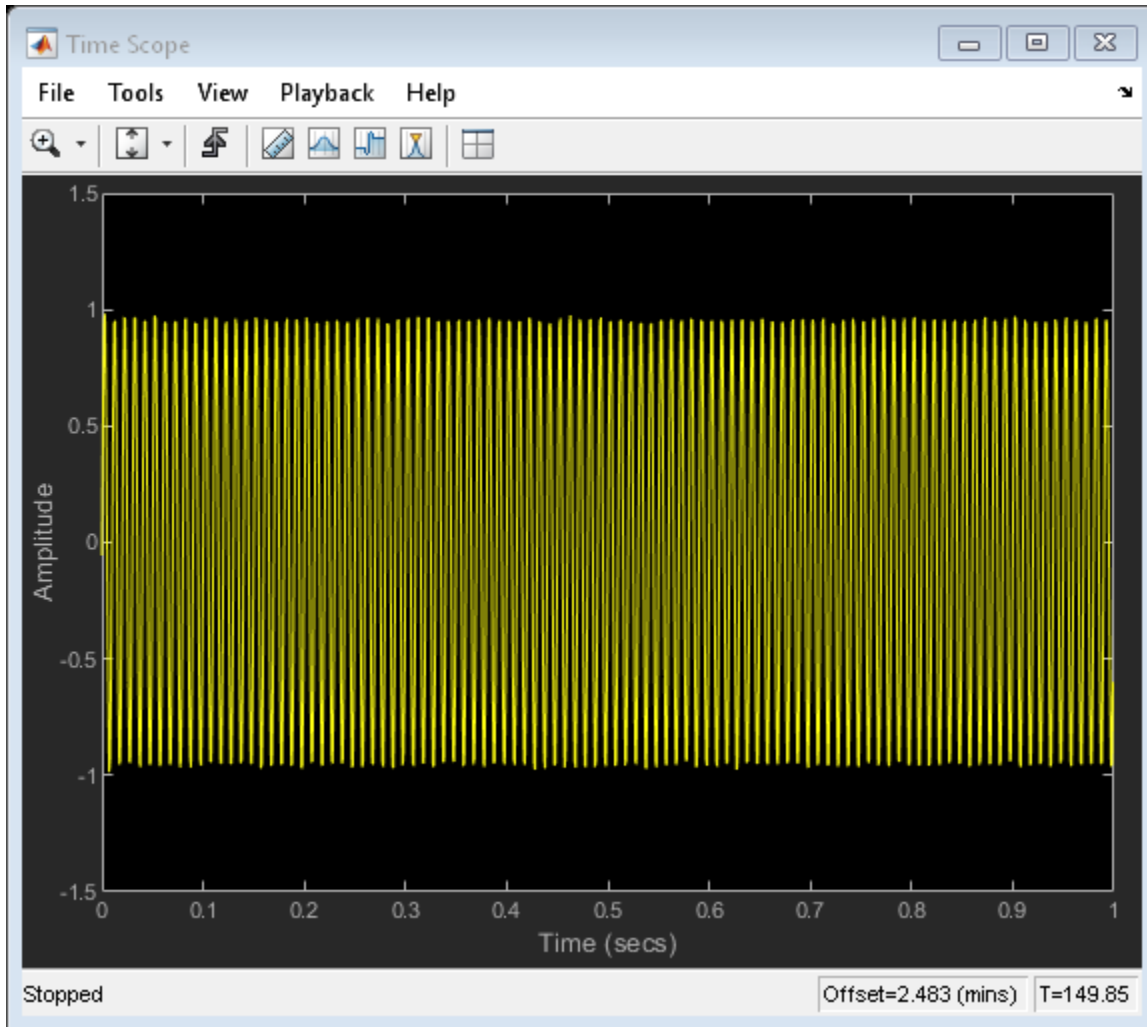 Time Scope
File Tools View Playback Help
1.5
1
0.5
0
-0.5
-1
-1.5
Amplitude
0 0.1 0.2 0.3 0.4 0.5 0.6 0.7 0.8 0.9 1
Time (secs)
Stopped Offset=2.483 (mins) T=149.85